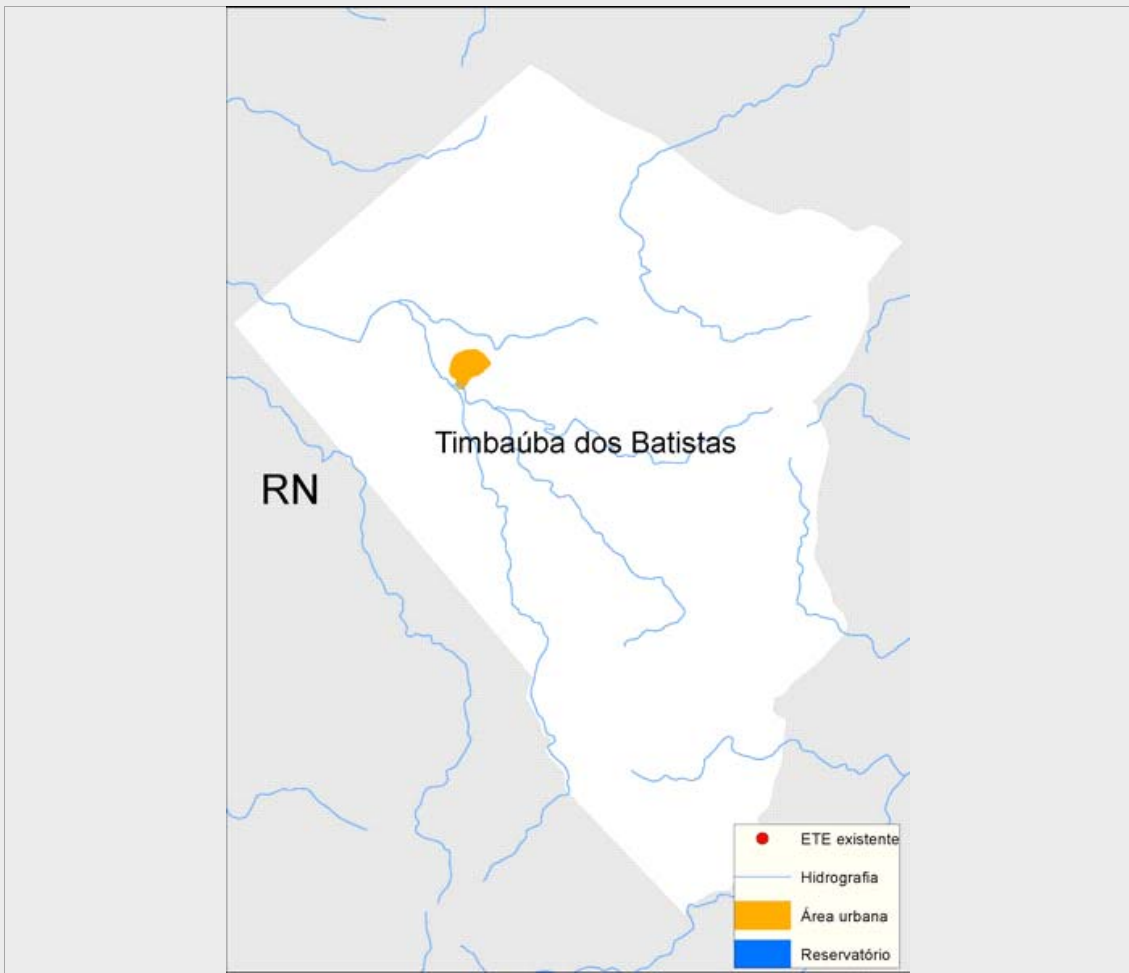 Timbaúba dos Batistas
RN
ETE existente
Hidrografia
Área urbana
Reservatório